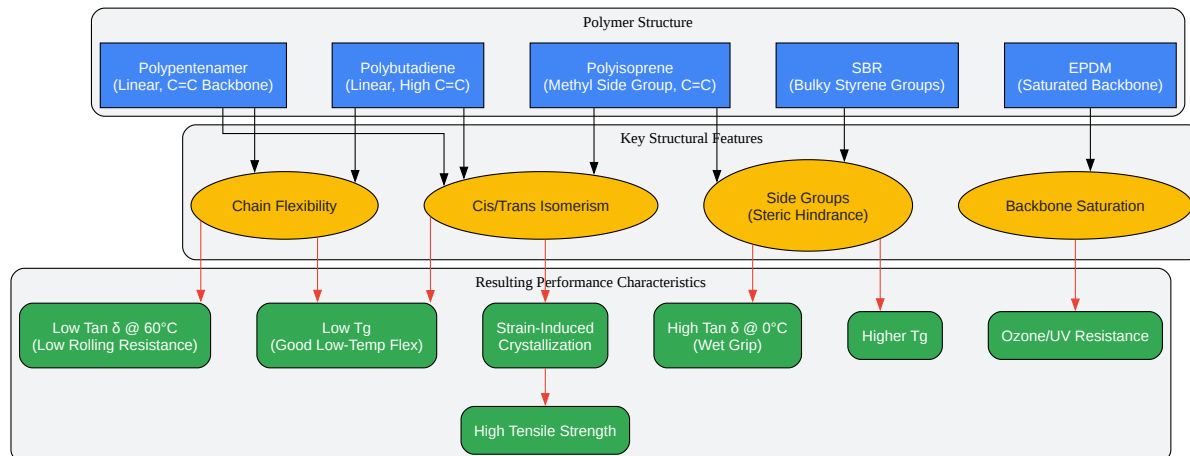 Polymer Structure
Polypentenamer
(Linear, C=C Backbone)
Polybutadiene
(Linear, High C=C)
Polyisoprene
(Methyl Side Group, C=C)
SBR
(Bulky Styrene Groups)
EPDM
(Saturated Backbone)
Key Structural Features
Chain Flexibility
Cis/Trans Isomerism
Side Groups
(Steric Hindrance)
Backbone Saturation
Resulting Performance Characteristics
Low Tan δ @ 60°C
(Low Rolling Resistance)
Low Tg
(Good Low-Temp Flex)
Strain-Induced
Crystallization
High Tan δ @ 0°C
(Wet Grip)
Higher Tg
Ozone/UV Resistance
High Tensile Strength